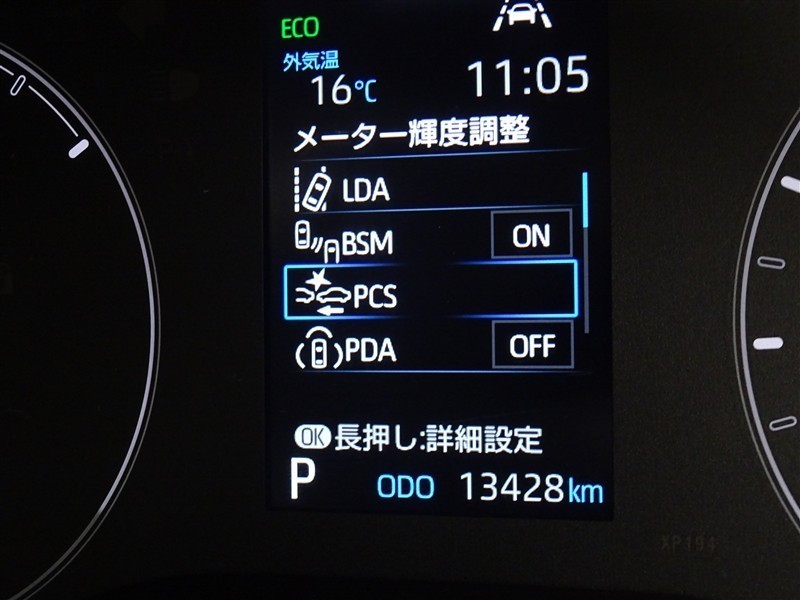 ECO
外気温
16℃ 11:05
メーター輝度調整
LDA
BSM ON
PCS
PDA OFF
OK長押し:詳細設定
P ODO 13428km
XP194